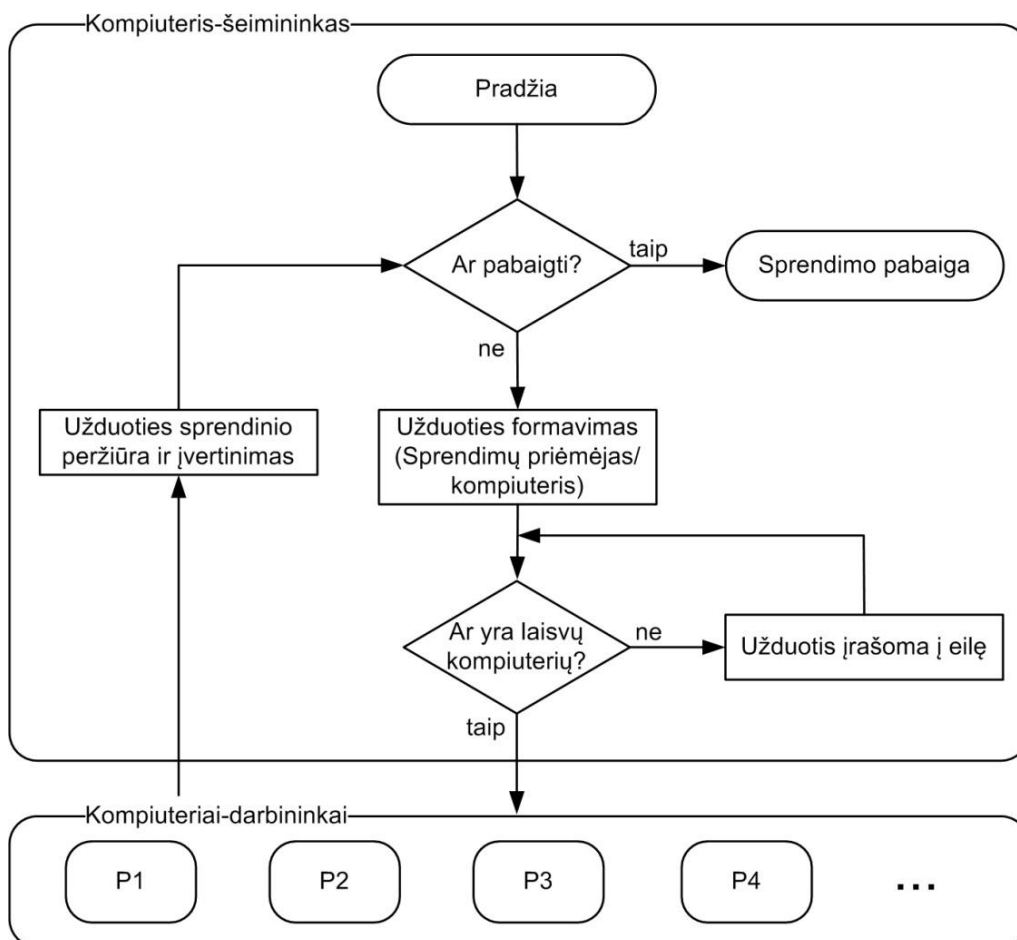 Kompiuteris-šeimininkas
Pradžia
Ar pabaigti?
taip
Sprendimo pabaiga
ne
Užduoties sprendinio
peržiūra ir įvertinimas
Užduoties formavimas
(Sprendimų priėmėjas/
kompiuteris)
Ar yra laisvų
kompiuterių?
ne
Užduotis įrašoma į eilę
taip
Kompiuteriai-darbininkai
P1
P2
P3
P4
...